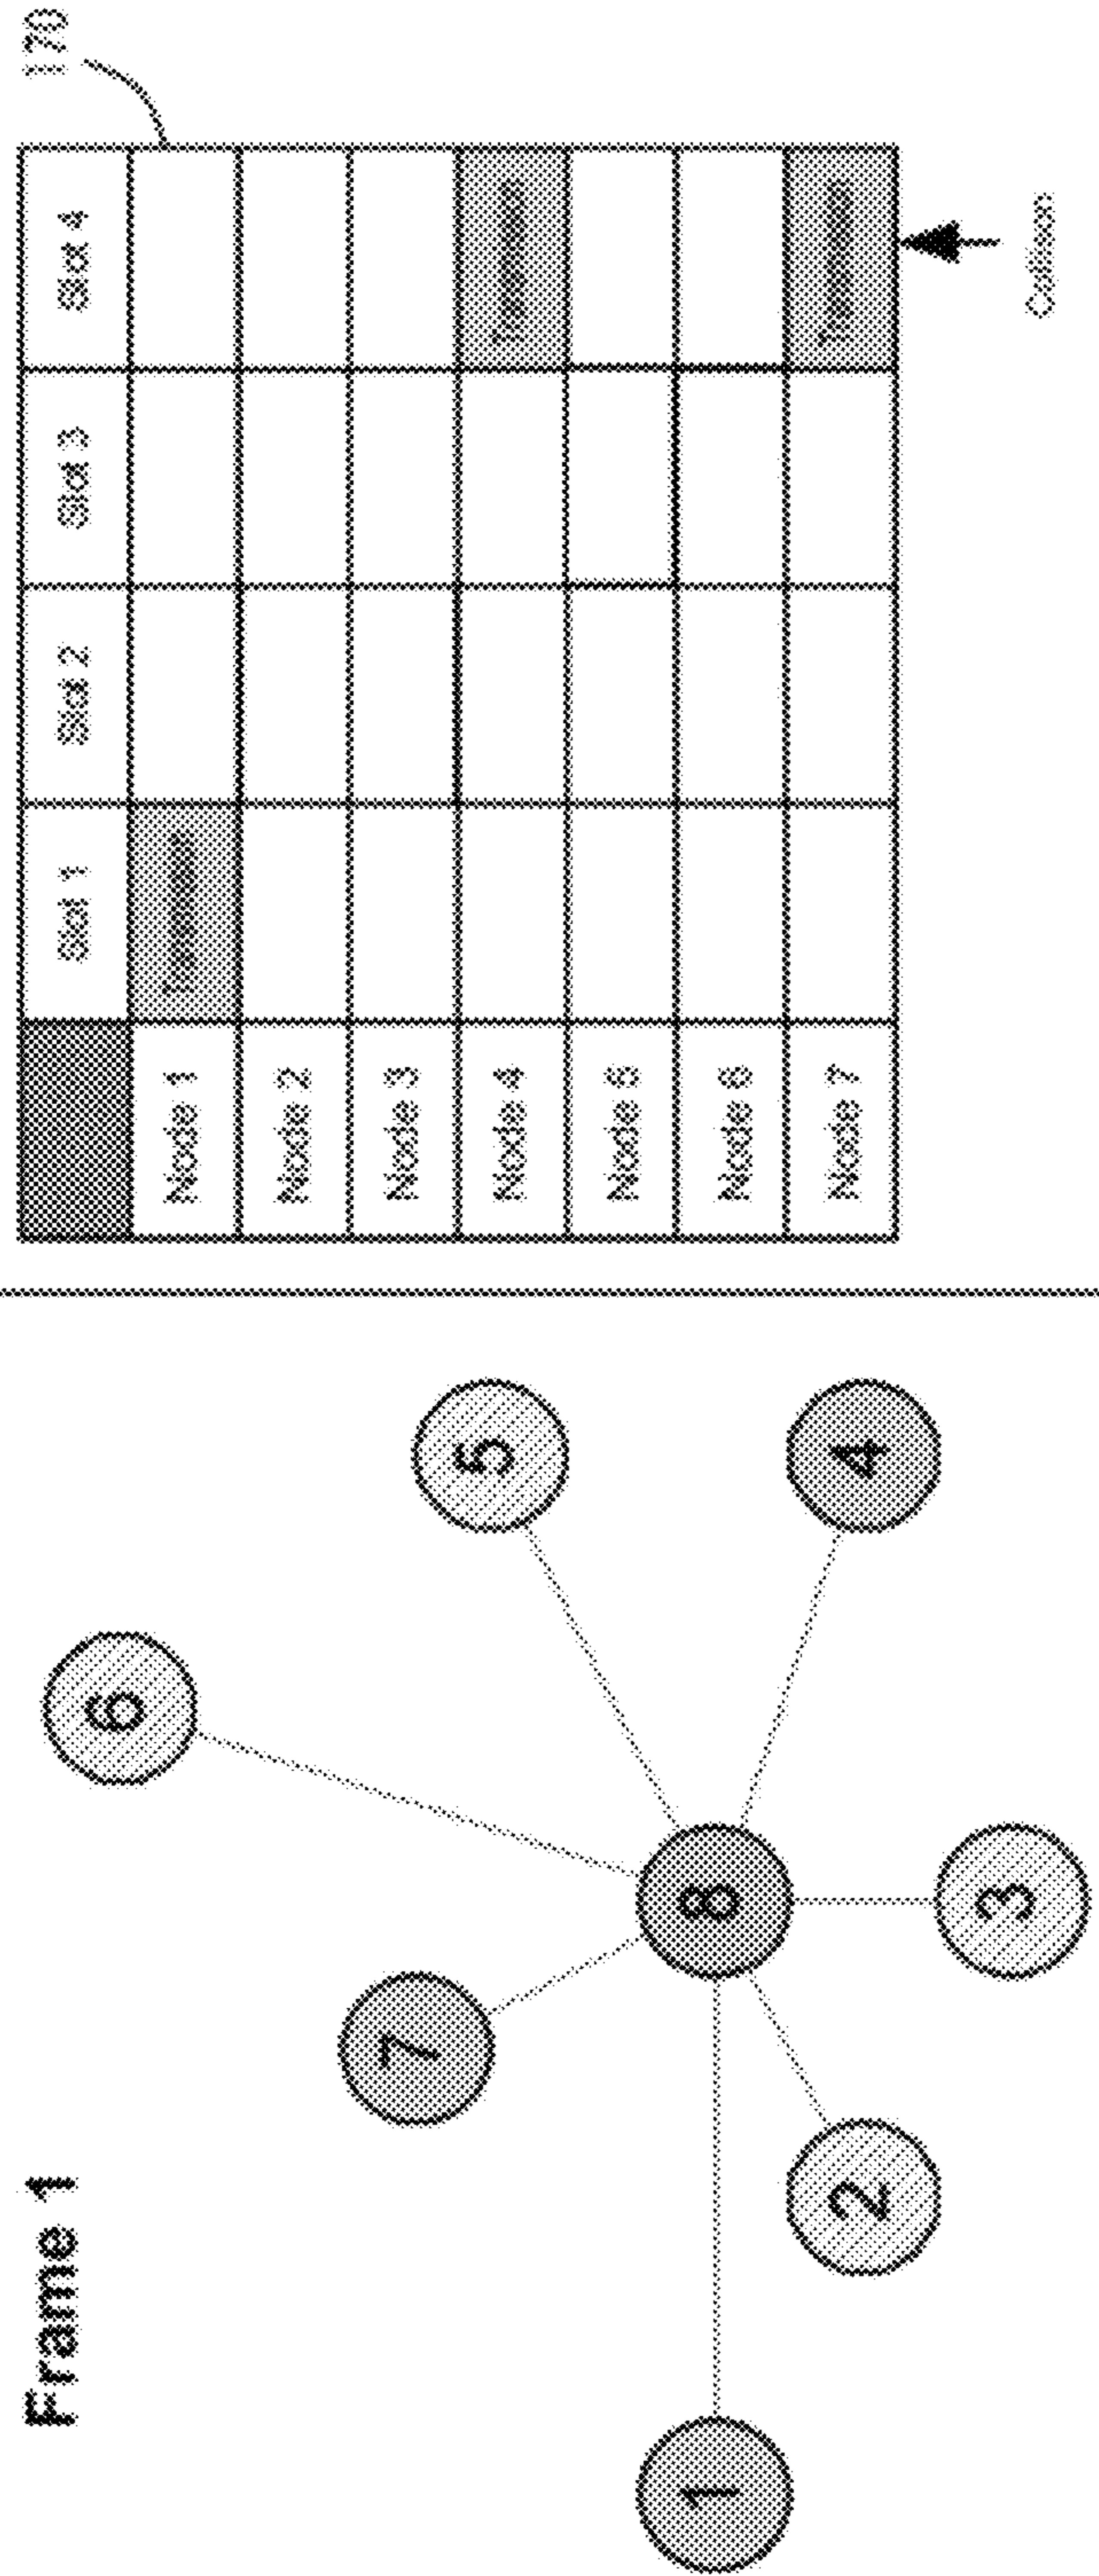 Frame 1
6
5
7
8
1
2
4
3
170
Slot 1 Slot 2 Slot 3 Slot 4
Node 1
Node 2
Node 3
Node 4
Node 5
Node 6
Node 7
Collison